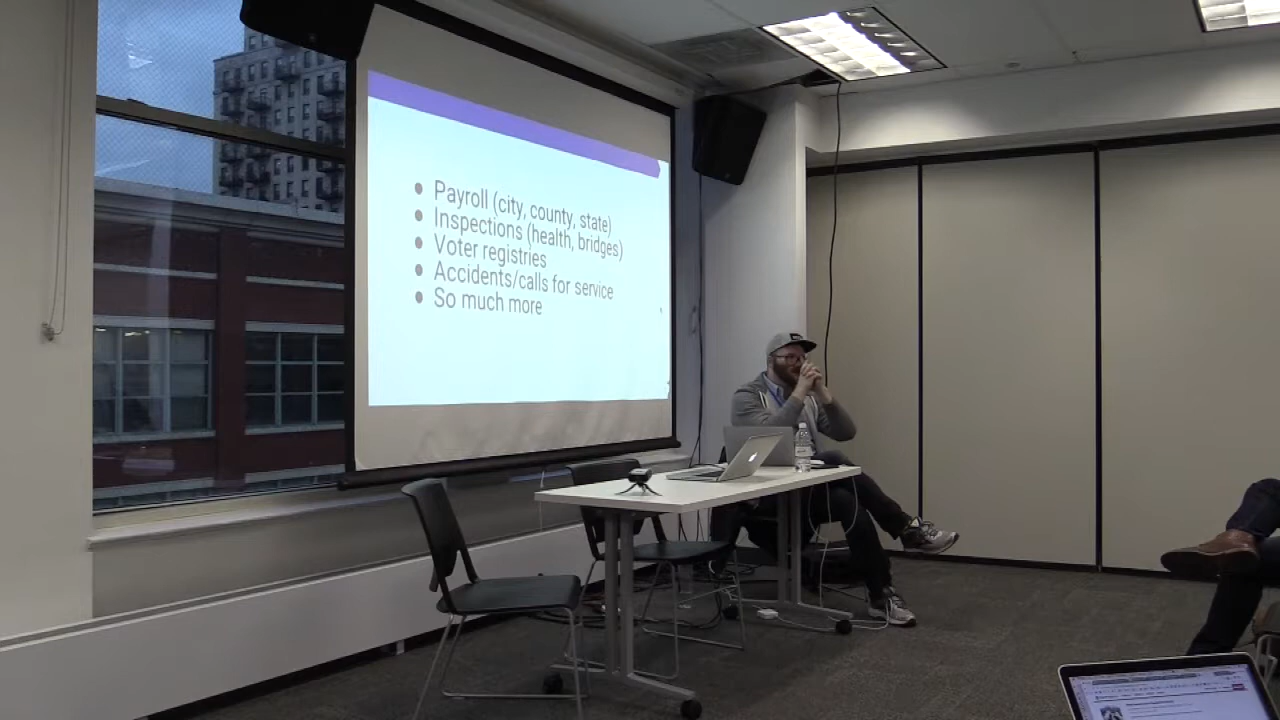 ● Payroll (city, county, state)
● Inspections (health, bridges)
● Voter registries
● Accidents/calls for service
● So much more